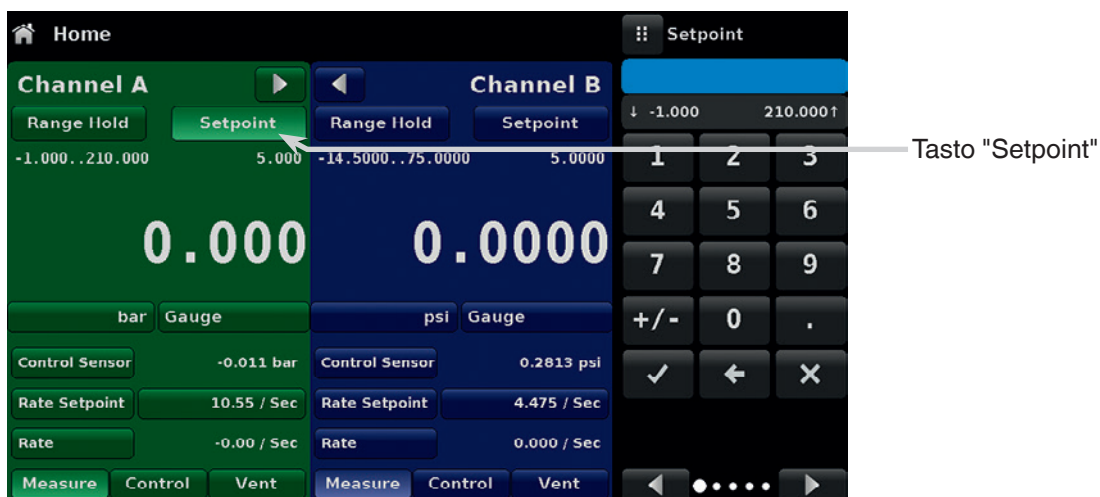 Home
Setpoint
Channel A
Channel B
Range Hold
Setpoint
Range Hold
Setpoint
↓ -1.000 210.000↑
-1.000..210.000 5.000
-14.5000..75.0000 5.0000
Tasto "Setpoint"
1 2 3
4 5 6
0.000
0.0000
7 8 9
bar Gauge
psi Gauge
+/- 0 .
Control Sensor -0.011 bar
Control Sensor 0.2813 psi
Rate Setpoint 10.55 / Sec
Rate Setpoint 4.475 / Sec
Rate -0.00 / Sec
Rate 0.000 / Sec
Measure Control Vent
Measure Control Vent